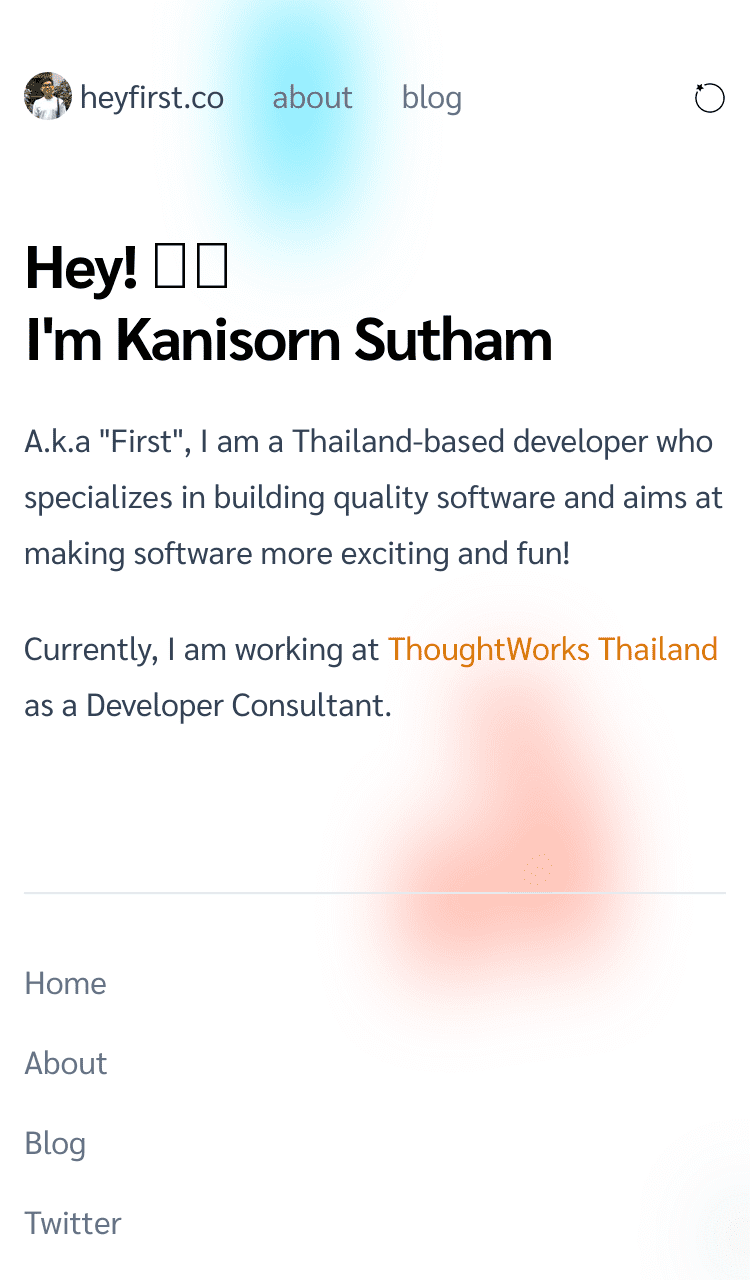 heyfirst.co about blog
Hey!
I'm Kanisorn Sutham
A.k.a "First", I am a Thailand-based developer who
specializes in building quality software and aims at
making software more exciting and fun!
Currently, I am working at ThoughtWorks Thailand
as a Developer Consultant.
Home
About
Blog
Twitter